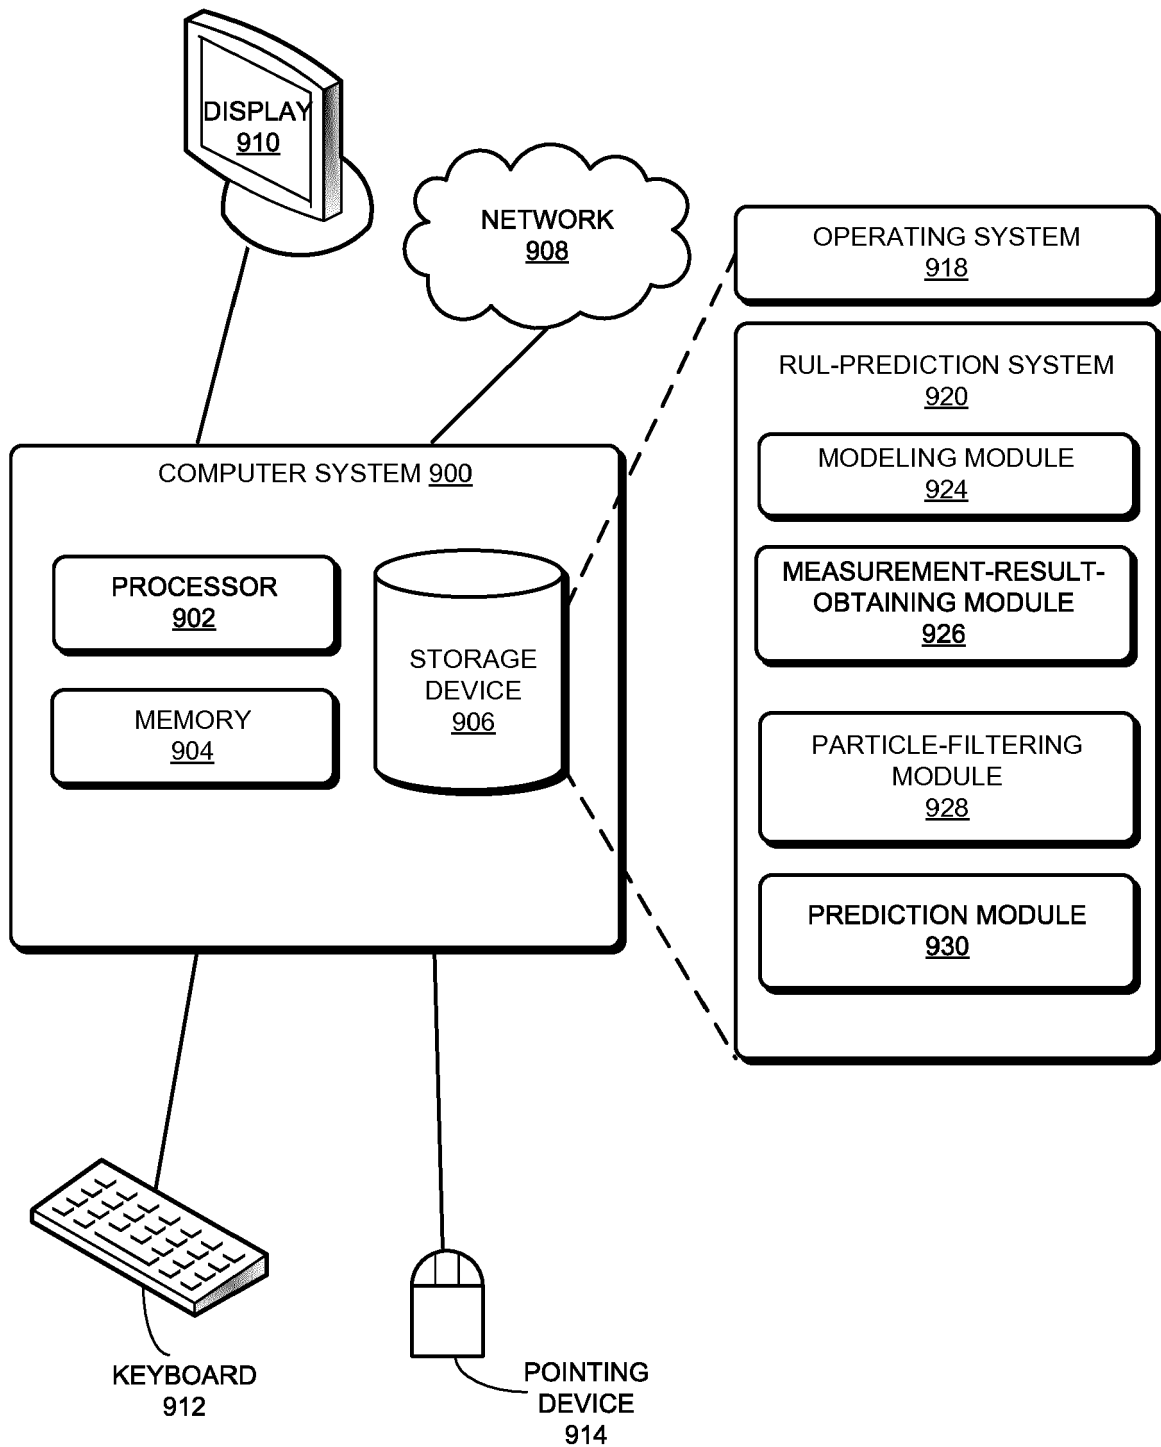 DISPLAY
910
NETWORK
908
OPERATING SYSTEM
918
RUL-PREDICTION SYSTEM
920
MODELING MODULE
924
MEASUREMENT-RESULT-
OBTAINING MODULE
926
PARTICLE-FILTERING
MODULE
928
PREDICTION MODULE
930
COMPUTER SYSTEM 900
PROCESSOR
902
MEMORY
904
STORAGE
DEVICE
906
KEYBOARD
912
POINTING
DEVICE
914